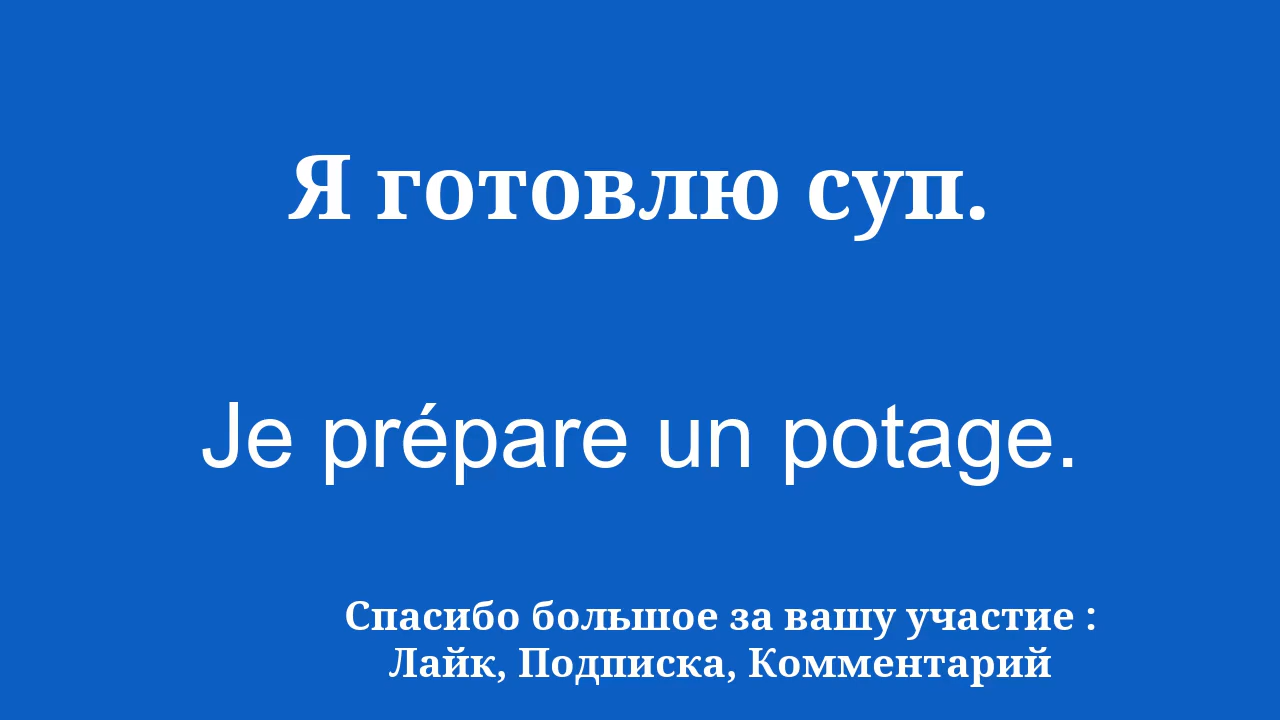 Я готовлю суп.
Je prépare un potage.
Спасибо большое за вашу участие :
Лайк, Подписка, Комментарий